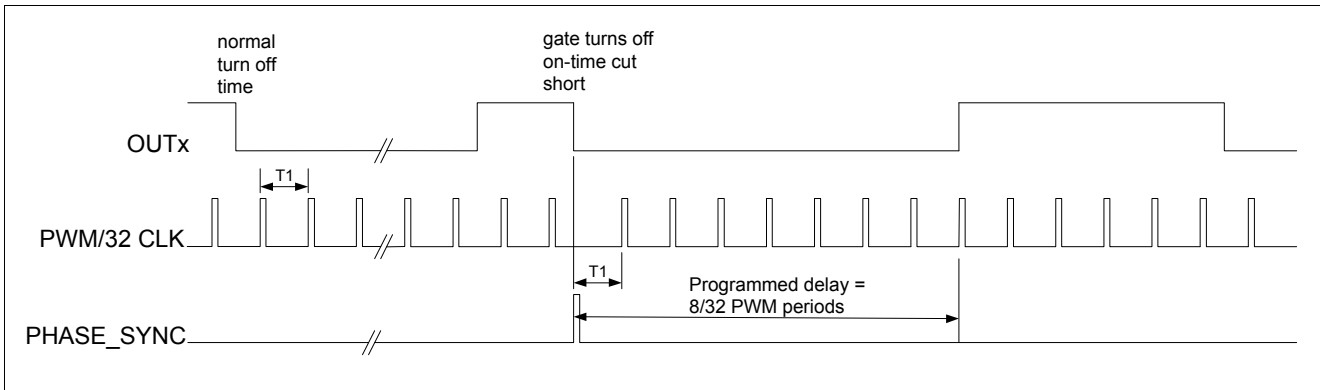 normal
turn off
time
gate turns off
on-time cut
short
OUTx
T1
PWM/32 CLK
T1
Programmed delay =
8/32 PWM periods
PHASE_SYNC